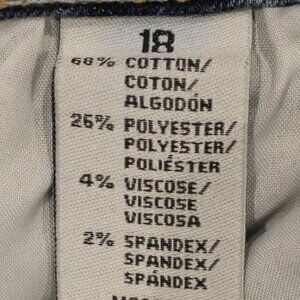 18
68% COTTON/
COTON/
ALGODÓN
26% POLYESTER/
POLYESTER/
POLIÉSTER
4% VISCOSE/
VISCOSE
VISCOSA
2% SPANDEX/
SPANDEX/
SPÁNDEX